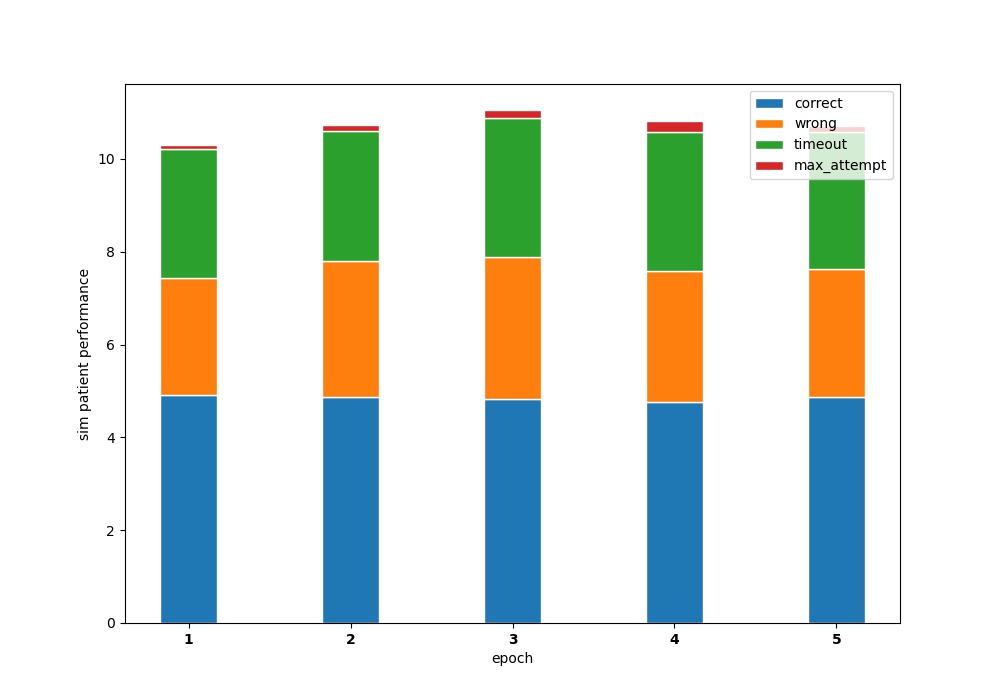 correct
wrong
timeout
max_attempt
10
8
6
4
2
0
sim patient performance
1 2 3 4 5
epoch